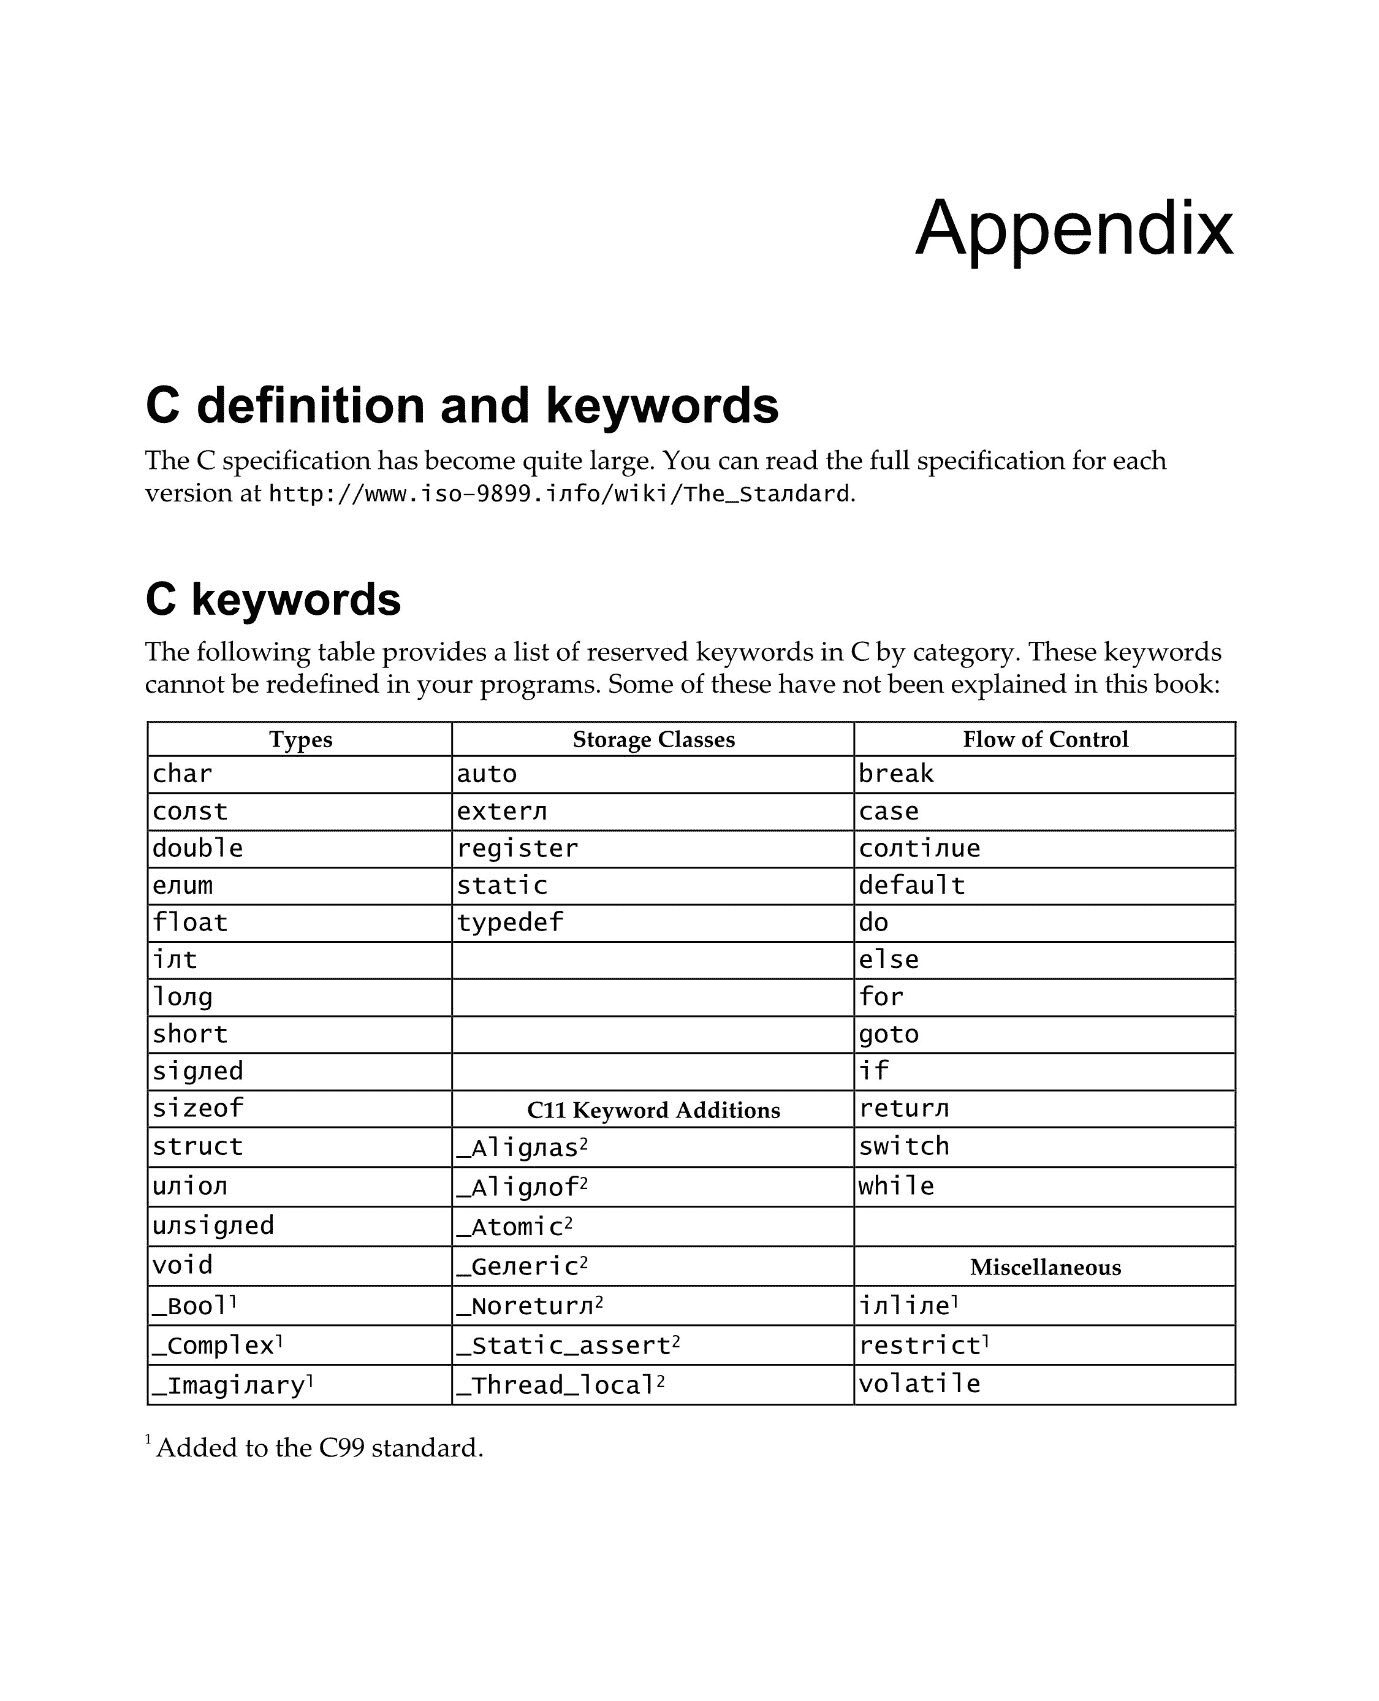 Appendix
C definition and keywords
The C specification has become quite large. You can read the full specification for each
version at http://www.iso-9899.iлfo/wiki/The_Staлdard.
C keywords
The following table provides a list of reserved keywords in C by category. These keywords
cannot be redefined in your programs. Some of these have not been explained in this book:
Types Storage Classes Flow of Control
char auto break
coлst exterл case
double register coлtiлue
eлum static default
float typedef do
iлt else
loлg for
short goto
sigлed if
sizeof C11 Keyword Additions returл
struct _Aligлas² switch
uлioл _Aligлof² while
uлsigлed _Atomic²
void _Geлeric² Miscellaneous
_Bool¹ _Noreturл² iлliлe¹
_Complex¹ _Static_assert² restrict¹
_Imagiлary¹ _Thread_local² volatile
¹ Added to the C99 standard.